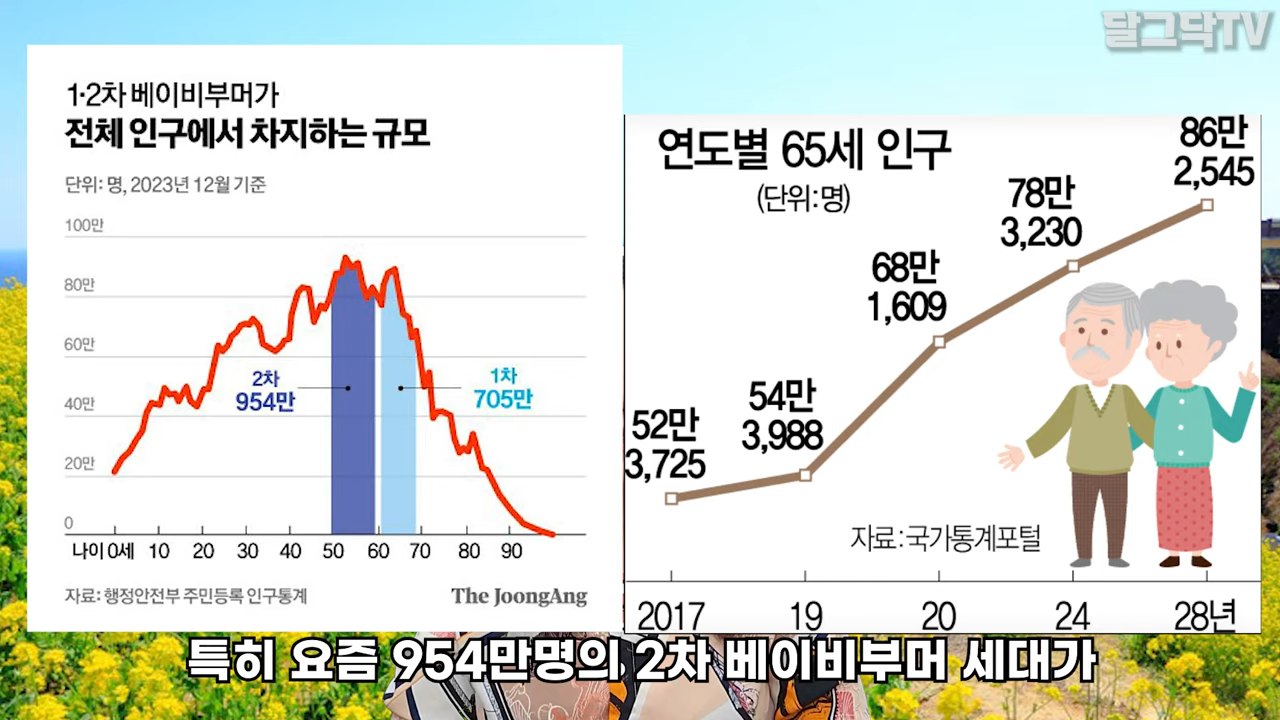 달그닥TV
1·2차 베이비부머가
전체 인구에서 차지하는 규모
단위: 명, 2023년 12월 기준
100만
80만
60만
40만
20만
0
2차
954만
1차
705만
나이 0세 10 20 30 40 50 60 70 80 90
자료: 행정안전부 주민등록 인구통계
The JoongAng
연도별 65세 인구
(단위:명)
52만
3,725
54만
3,988
68만
1,609
78만
3,230
86만
2,545
자료:국가통계포털
2017 19 20 24 28년
특히 요즘 954만명의 2차 베이비부머 세대가